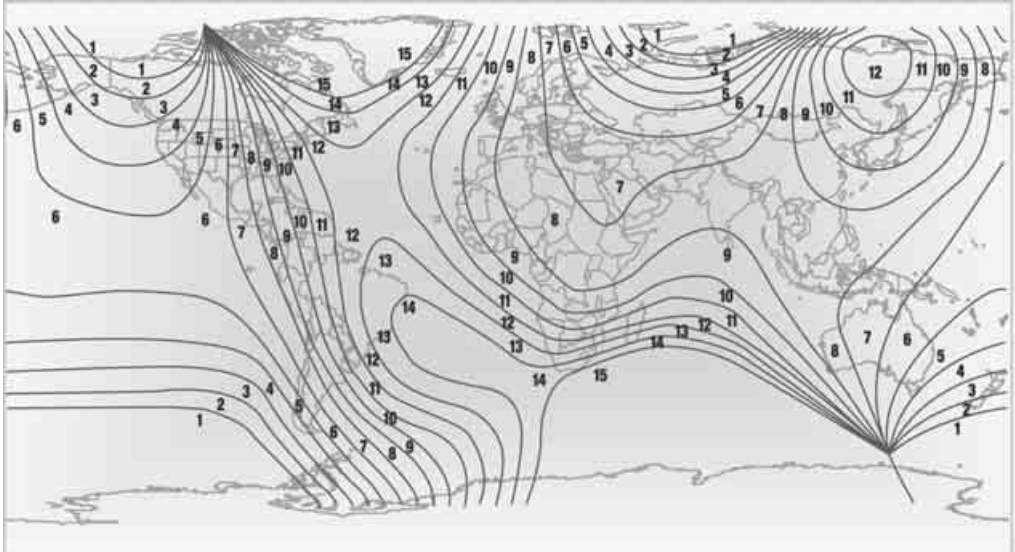 1 15 1 1
2 1 2 3 4 5 6 7 8 9 10 11 2 12 11 10 9 8
3 2 15 14 13 12 3 4 5
4 3 14 6 10 11
5 6 4 13 7 8 9
5 6 7 8 9 10 11 12
7
6 6 7 8 9 10 11 12 8
13 9 9
10 10
14 11 12 11
13 12 13 14 8 7 6 5
12 13 14 15 4
3 4 5 11 3
2 10 2
1 6 7 8 9 1